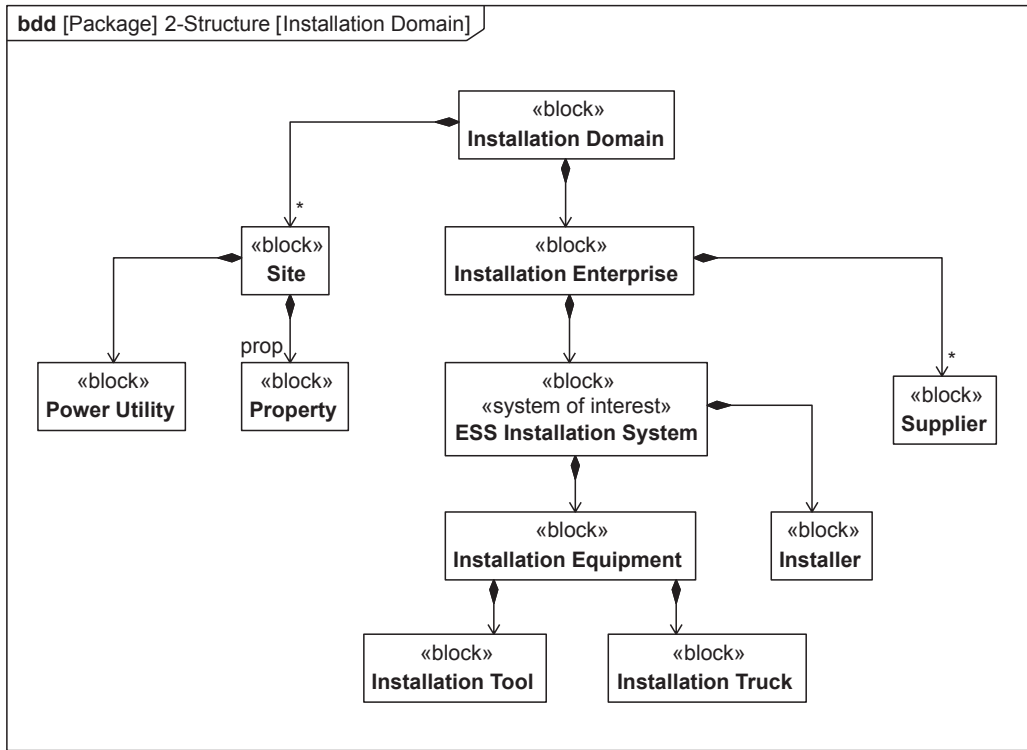 bdd [Package] 2-Structure [Installation Domain]
«block»
Installation Domain
*
«block»
Site
«block»
Installation Enterprise
prop
*
«block»
Power Utility
«block»
Property
«block»
«system of interest»
ESS Installation System
«block»
Supplier
«block»
Installation Equipment
«block»
Installer
«block»
Installation Tool
«block»
Installation Truck